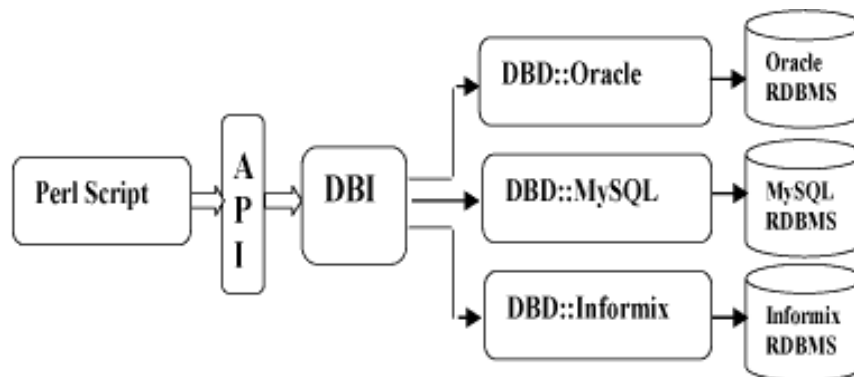 Perl Script
A
P
I
DBI
DBD::Oracle
Oracle
RDBMS
DBD::MySQL
MySQL
RDBMS
DBD::Informix
Informix
RDBMS